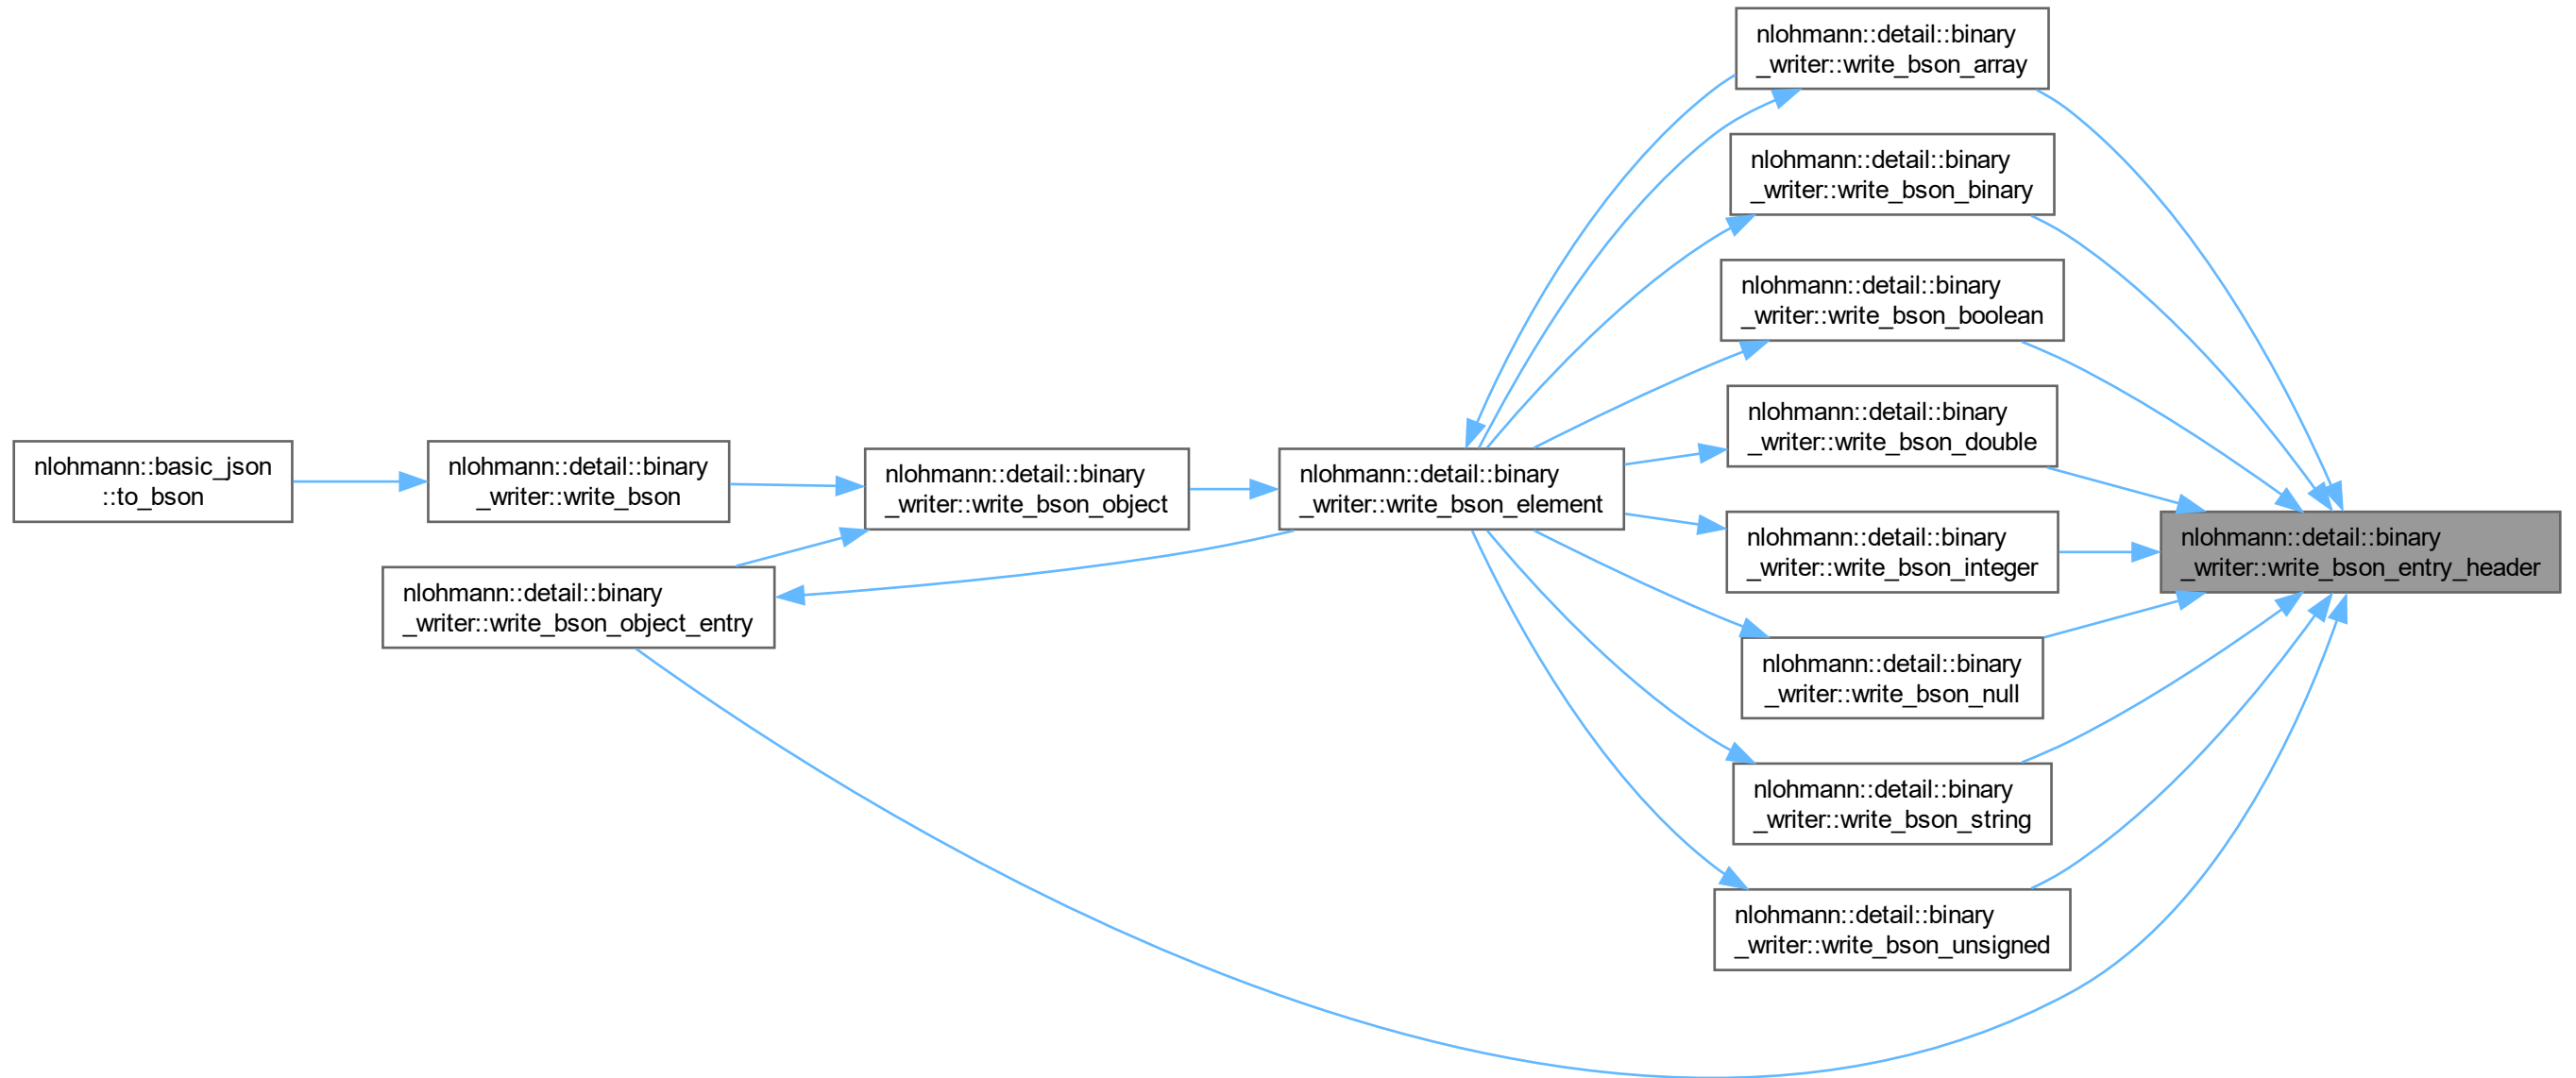 nlohmann::detail::binary
_writer::write_bson_array
nlohmann::detail::binary
_writer::write_bson_binary
nlohmann::detail::binary
_writer::write_bson_boolean
nlohmann::detail::binary
_writer::write_bson_double
nlohmann::basic_json
::to_bson
nlohmann::detail::binary
_writer::write_bson
nlohmann::detail::binary
_writer::write_bson_object
nlohmann::detail::binary
_writer::write_bson_element
nlohmann::detail::binary
_writer::write_bson_integer
nlohmann::detail::binary
_writer::write_bson_entry_header
nlohmann::detail::binary
_writer::write_bson_object_entry
nlohmann::detail::binary
_writer::write_bson_null
nlohmann::detail::binary
_writer::write_bson_string
nlohmann::detail::binary
_writer::write_bson_unsigned